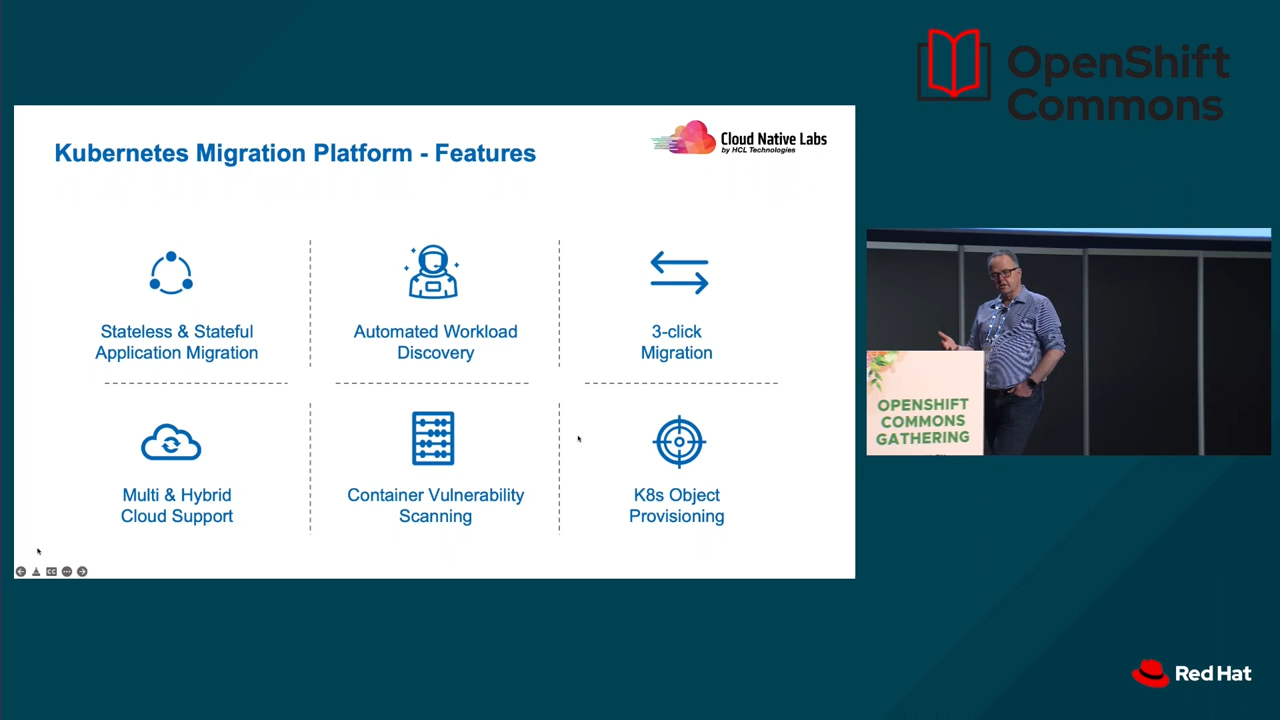 OpenShift
Commons
Kubernetes Migration Platform - Features
Cloud Native Labs
by HCL Technologies
Stateless & Stateful
Application Migration
Automated Workload
Discovery
3-click
Migration
Multi & Hybrid
Cloud Support
Container Vulnerability
Scanning
K8s Object
Provisioning
CC
OPENSHIFT
COMMONS
GATHERING
Red Hat